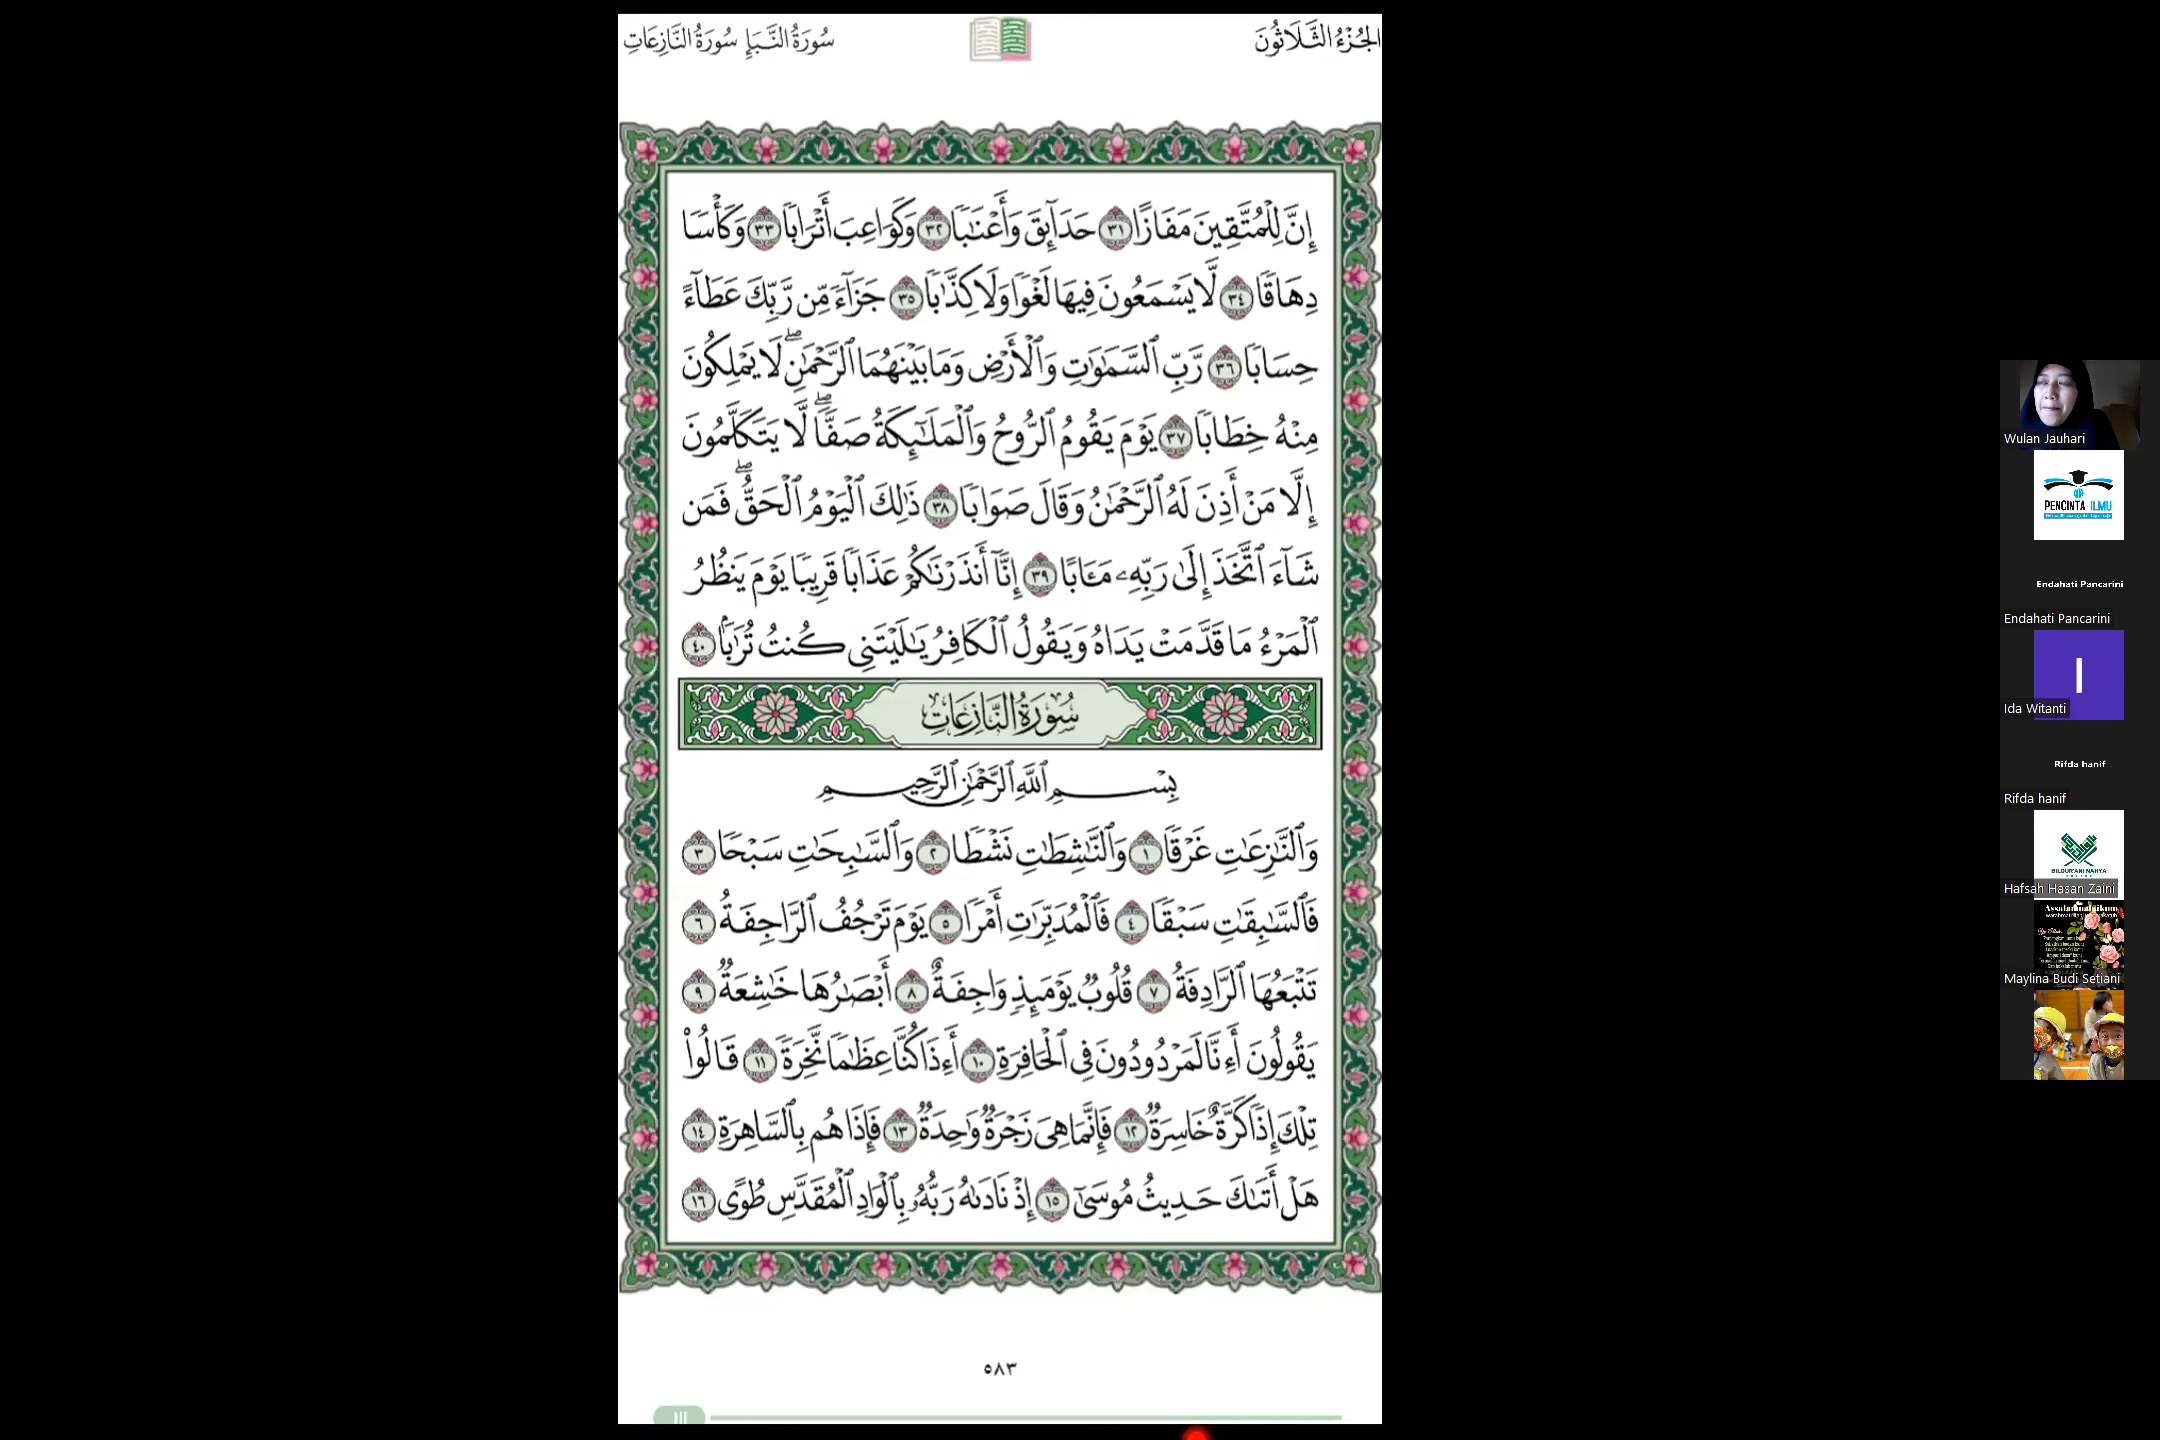 الجُزْءُ الثَّلَاثُونَ
سُورَةُ النَّبَإِ سُورَةُ النَّازِعَاتِ
إِنَّ لِلْمُتَّقِينَ مَفَازًا ٣١ حَدَآئِقَ وَأَعْنَٰبًا ٣٢ وَكَوَاعِبَ أَتْرَابًا ٣٣ وَكَأْسًا
دِهَاقًا ٣٤ لَّا يَسْمَعُونَ فِيهَا لَغْوًا وَلَا كِذَّٰبًا ٣٥ جَزَآءً مِّن رَّبِّكَ عَطَآءً
حِسَابًا ٣٦ رَّبِّ ٱلسَّمَٰوَٰتِ وَٱلْأَرْضِ وَمَا بَيْنَهُمَا ٱلرَّحْمَٰنِۖ لَا يَمْلِكُونَ
مِنْهُ خِطَابًا ٣٧ يَوْمَ يَقُومُ ٱلرُّوحُ وَٱلْمَلَٰٓئِكَةُ صَفًّاۖ لَّا يَتَكَلَّمُونَ
إِلَّا مَنْ أَذِنَ لَهُ ٱلرَّحْمَٰنُ وَقَالَ صَوَابًا ٣٨ ذَٰلِكَ ٱلْيَوْمُ ٱلْحَقُّۖ فَمَن
شَآءَ ٱتَّخَذَ إِلَىٰ رَبِّهِۦ مَـَٔابًا ٣٩ إِنَّآ أَنذَرْنَٰكُمْ عَذَابًا قَرِيبًا يَوْمَ يَنظُرُ
ٱلْمَرْءُ مَا قَدَّمَتْ يَدَاهُ وَيَقُولُ ٱلْكَافِرُ يَٰلَيْتَنِى كُنتُ تُرَٰبًۢا ٤٠
سُورَةُ النَّازِعَاتِ
بِسْمِ ٱللَّهِ ٱلرَّحْمَٰنِ ٱلرَّحِيمِ
وَٱلنَّٰزِعَٰتِ غَرْقًا ١ وَٱلنَّٰشِطَٰتِ نَشْطًا ٢ وَٱلسَّٰبِحَٰتِ سَبْحًا ٣
فَٱلسَّٰبِقَٰتِ سَبْقًا ٤ فَٱلْمُدَبِّرَٰتِ أَمْرًا ٥ يَوْمَ تَرْجُفُ ٱلرَّاجِفَةُ ٦
تَتْبَعُهَا ٱلرَّادِفَةُ ٧ قُلُوبٌ يَوْمَئِذٍ وَاجِفَةٌ ٨ أَبْصَٰرُهَا خَٰشِعَةٌ ٩
يَقُولُونَ أَءِنَّا لَمَرْدُودُونَ فِى ٱلْحَافِرَةِ ١٠ أَءِذَا كُنَّا عِظَٰمًا نَّخِرَةً ١١ قَالُوا۟
تِلْكَ إِذًا كَرَّةٌ خَاسِرَةٌ ١٢ فَإِنَّمَا هِىَ زَجْرَةٌ وَٰحِدَةٌ ١٣ فَإِذَا هُم بِٱلسَّاهِرَةِ ١٤
هَلْ أَتَىٰكَ حَدِيثُ مُوسَىٰٓ ١٥ إِذْ نَادَىٰهُ رَبُّهُۥ بِٱلْوَادِ ٱلْمُقَدَّسِ طُوًى ١٦
٥٨٣
Wulan Jauhari
PENCINTA ILMU
Endahati Pancarini
Endahati Pancarini
I
Ida Witanti
Rifda hanif
Rifda hanif
BILQUR'ANI NAHYA
Hafsah Hasan Zaini
Assalamualaikum
Maylina Budi Setiani